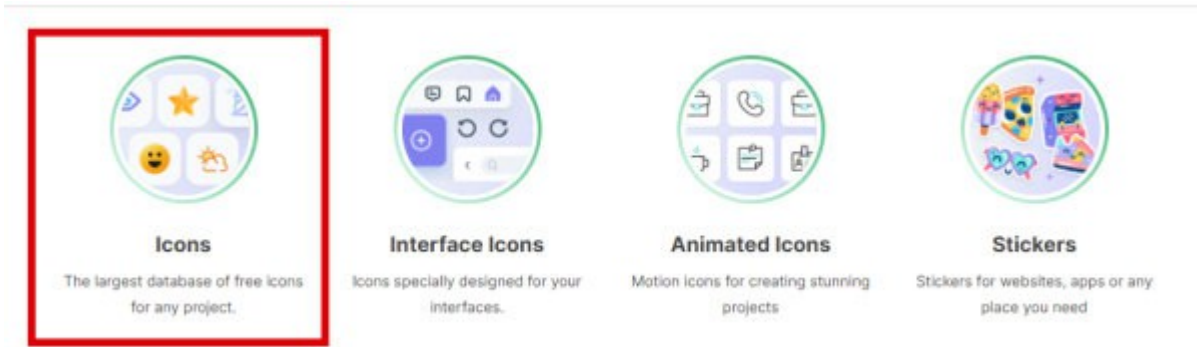 Icons
The largest database of free icons
for any project.
Interface Icons
Icons specially designed for your
interfaces.
Animated Icons
Motion icons for creating stunning
projects
Stickers
Stickers for websites, apps or any
place you need